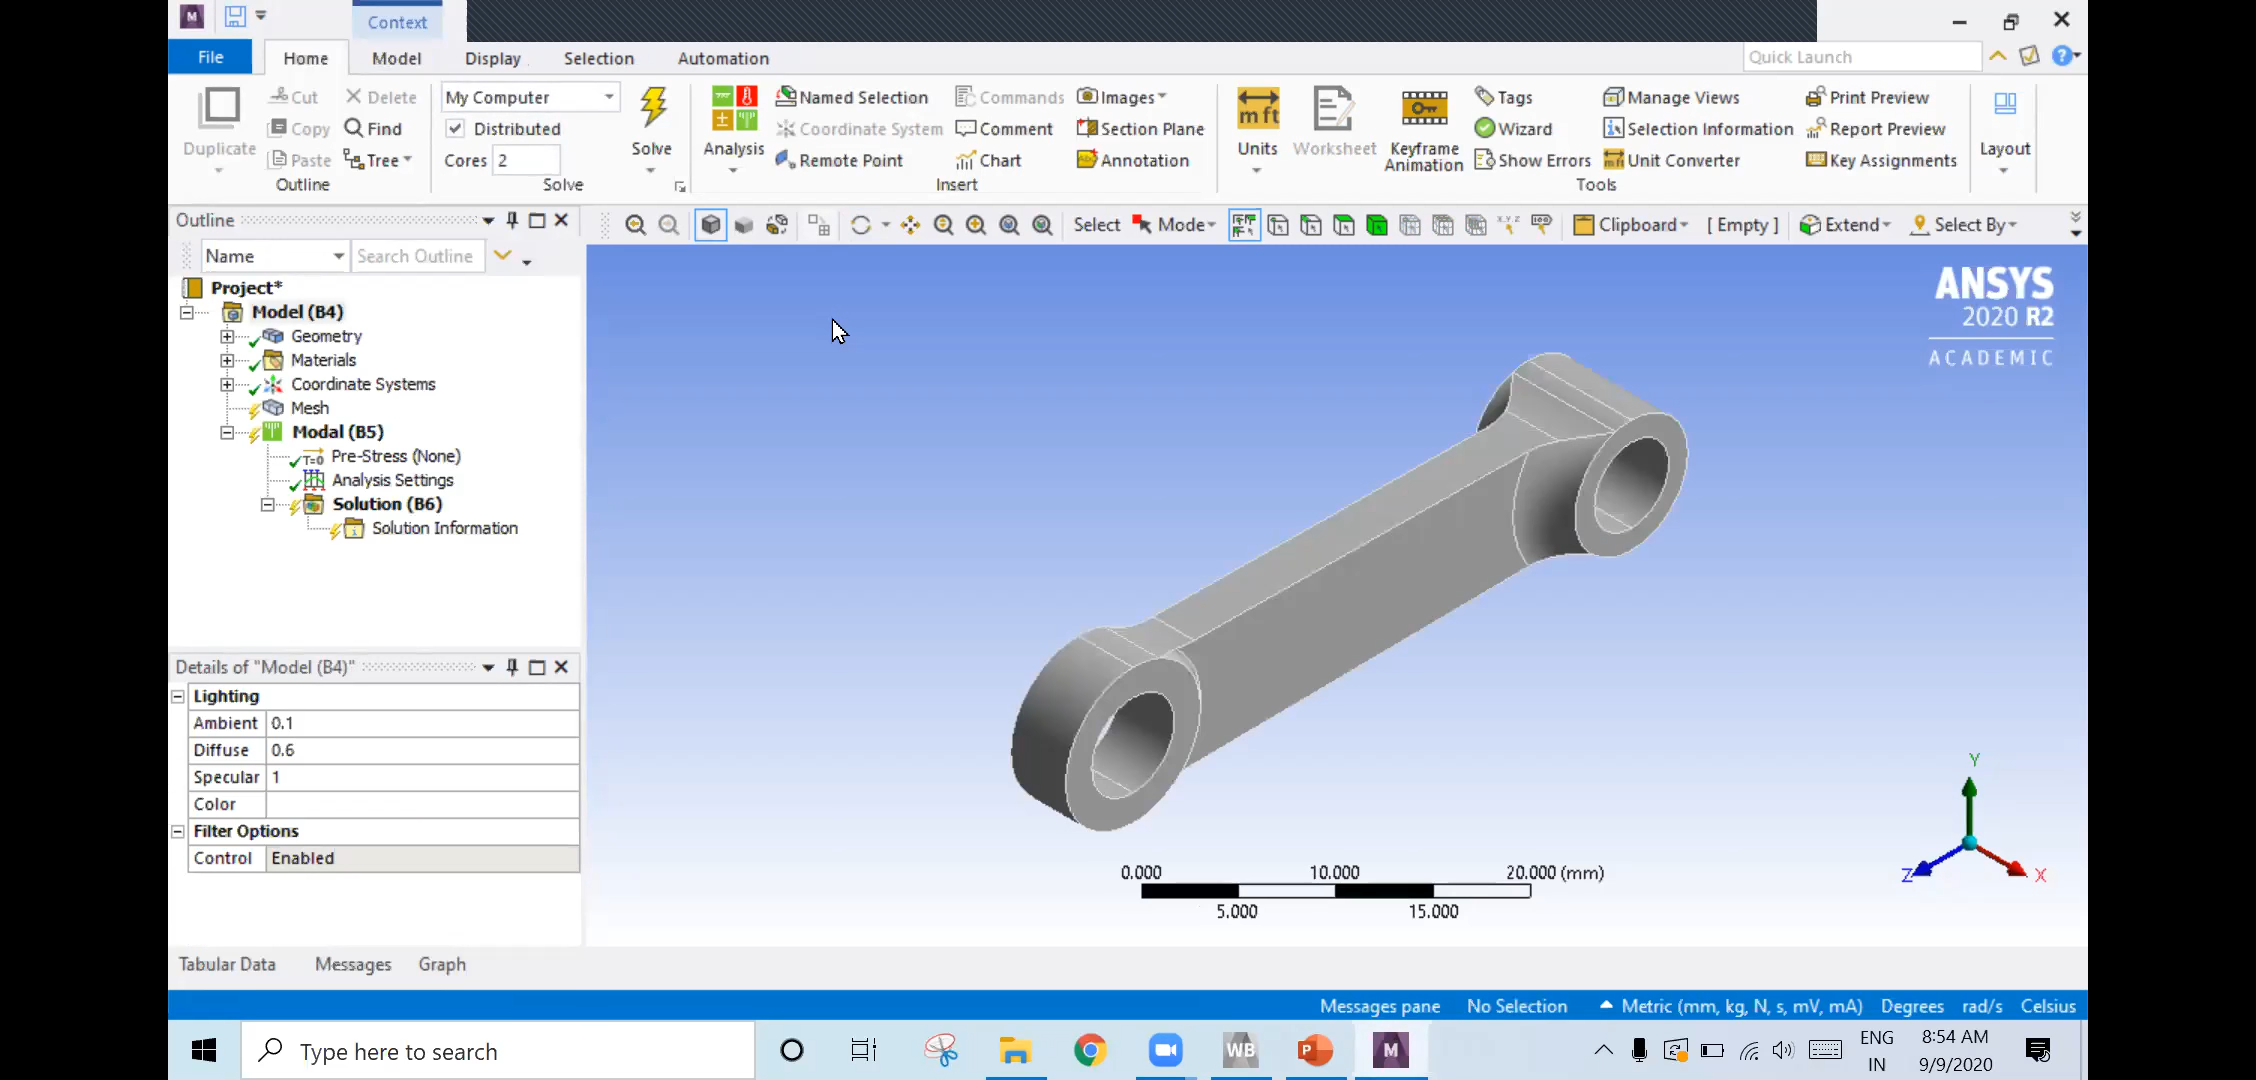 M
Context
File
Home
Model
Display
Selection
Automation
Quick Launch
Duplicate
Cut
Copy
Paste
Delete
Find
Tree
Outline
My Computer
Distributed
Cores 2
Solve
Solve
Analysis
Named Selection
Coordinate System
Remote Point
Commands
Comment
Chart
Images
Section Plane
Annotation
Insert
m ft
Units
Worksheet
Keyframe
Animation
Tags
Wizard
Show Errors
Manage Views
Selection Information
Unit Converter
Print Preview
Report Preview
Key Assignments
Tools
Layout
Outline
Name
Search Outline
Select
Mode
Clipboard
[ Empty ]
Extend
Select By
Project*
Model (B4)
Geometry
Materials
Coordinate Systems
Mesh
Modal (B5)
T=0 Pre-Stress (None)
Analysis Settings
Solution (B6)
Solution Information
ANSYS
2020 R2
ACADEMIC
Details of "Model (B4)"
Lighting
Ambient 0.1
Diffuse 0.6
Specular 1
Color
Filter Options
Control Enabled
Y
Z
X
0.000 10.000 20.000 (mm)
5.000 15.000
Tabular Data
Messages
Graph
Messages pane
No Selection
Metric (mm, kg, N, s, mV, mA)
Degrees
rad/s
Celsius
Type here to search
WB
P
M
ENG
IN
8:54 AM
9/9/2020